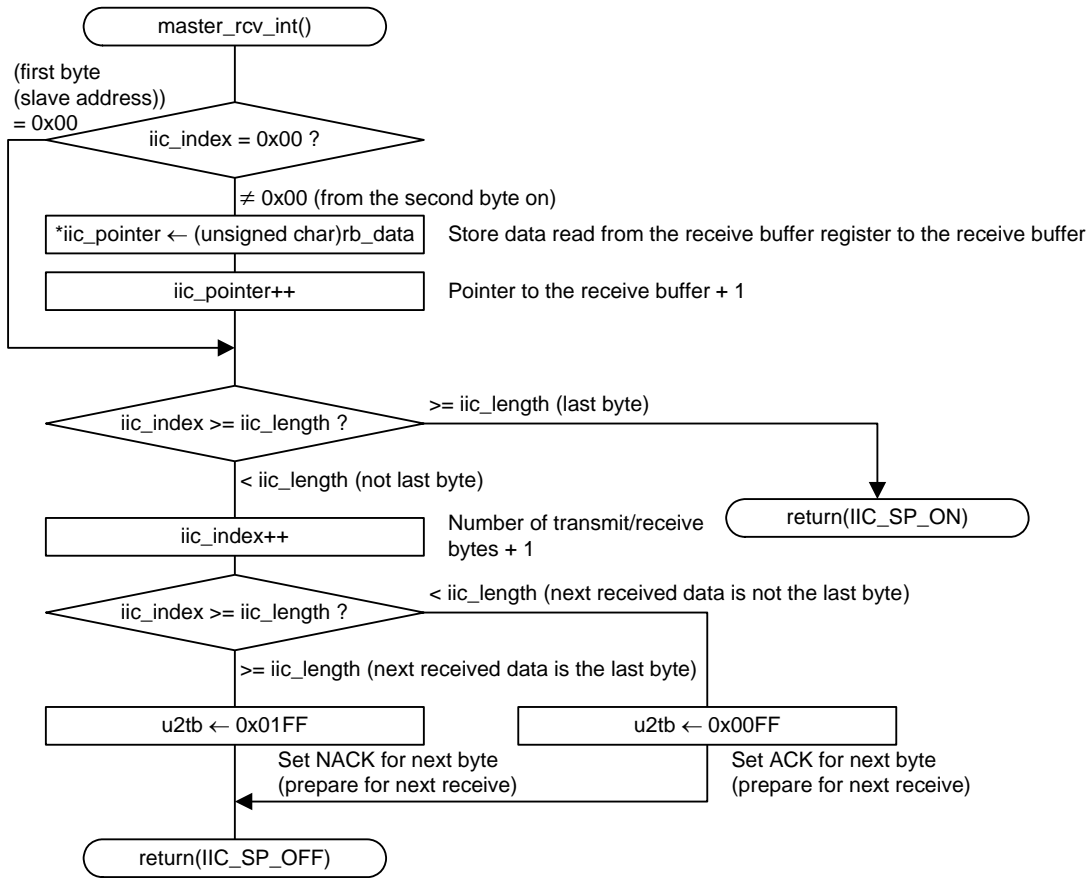 master_rcv_int()
(first byte
(slave address))
= 0x00
iic_index = 0x00 ?
≠ 0x00 (from the second byte on)
*iic_pointer ← (unsigned char)rb_data
Store data read from the receive buffer register to the receive buffer
iic_pointer++
Pointer to the receive buffer + 1
iic_index >= iic_length ?
>= iic_length (last byte)
< iic_length (not last byte)
return(IIC_SP_ON)
iic_index++
Number of transmit/receive
bytes + 1
iic_index >= iic_length ?
< iic_length (next received data is not the last byte)
>= iic_length (next received data is the last byte)
u2tb ← 0x01FF
u2tb ← 0x00FF
Set NACK for next byte
(prepare for next receive)
Set ACK for next byte
(prepare for next receive)
return(IIC_SP_OFF)